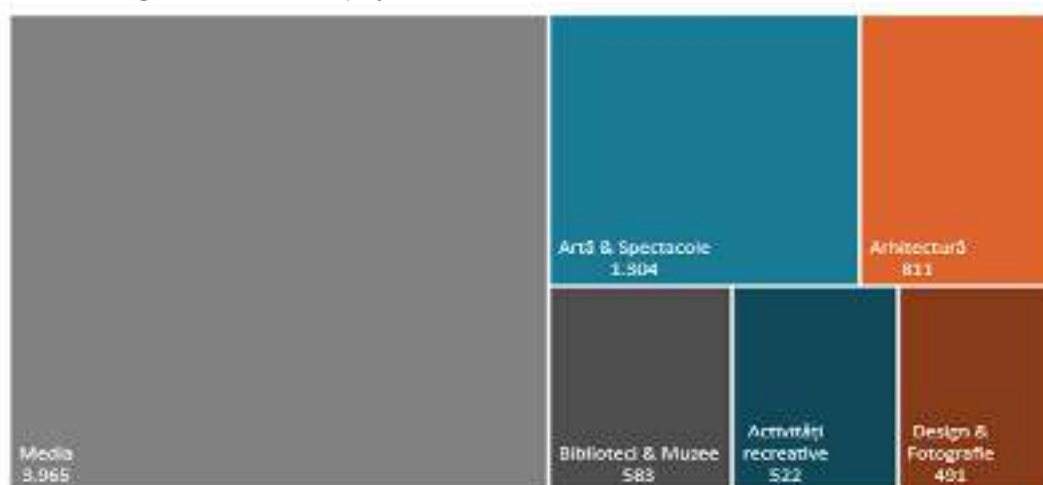 Artă & Spectacole
1.304
Arhitectură
811
Media
3.965
Biblioteci & Muzee
583
Activități
recreative
522
Design &
Fotografie
491